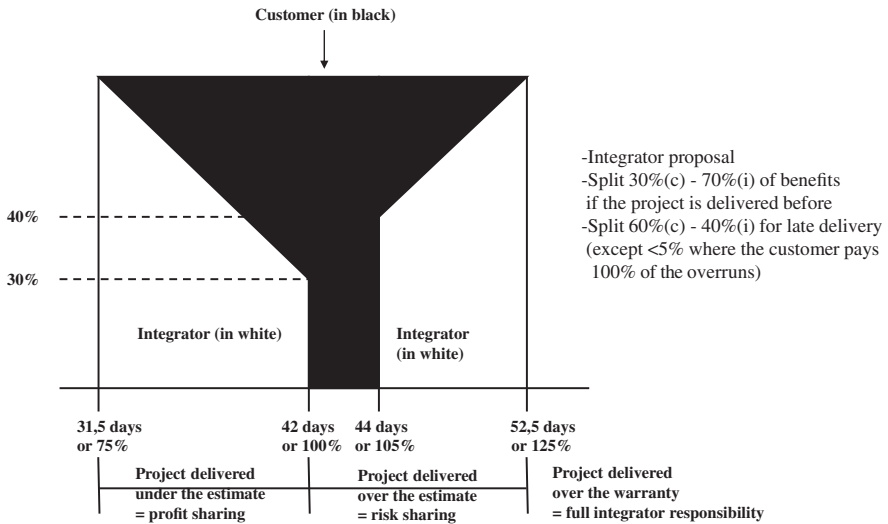 Customer (in black)
-Integrator proposal
-Split 30%(c) - 70%(i) of benefits
if the project is delivered before
-Split 60%(c) - 40%(i) for late delivery
(except <5% where the customer pays
100% of the overruns)
40%
30%
Integrator (in white)
Integrator
(in white)
31,5 days
or 75%
42 days
or 100%
44 days
or 105%
52,5 days
or 125%
Project delivered
under the estimate
= profit sharing
Project delivered
over the estimate
= risk sharing
Project delivered
over the warranty
= full integrator responsibility